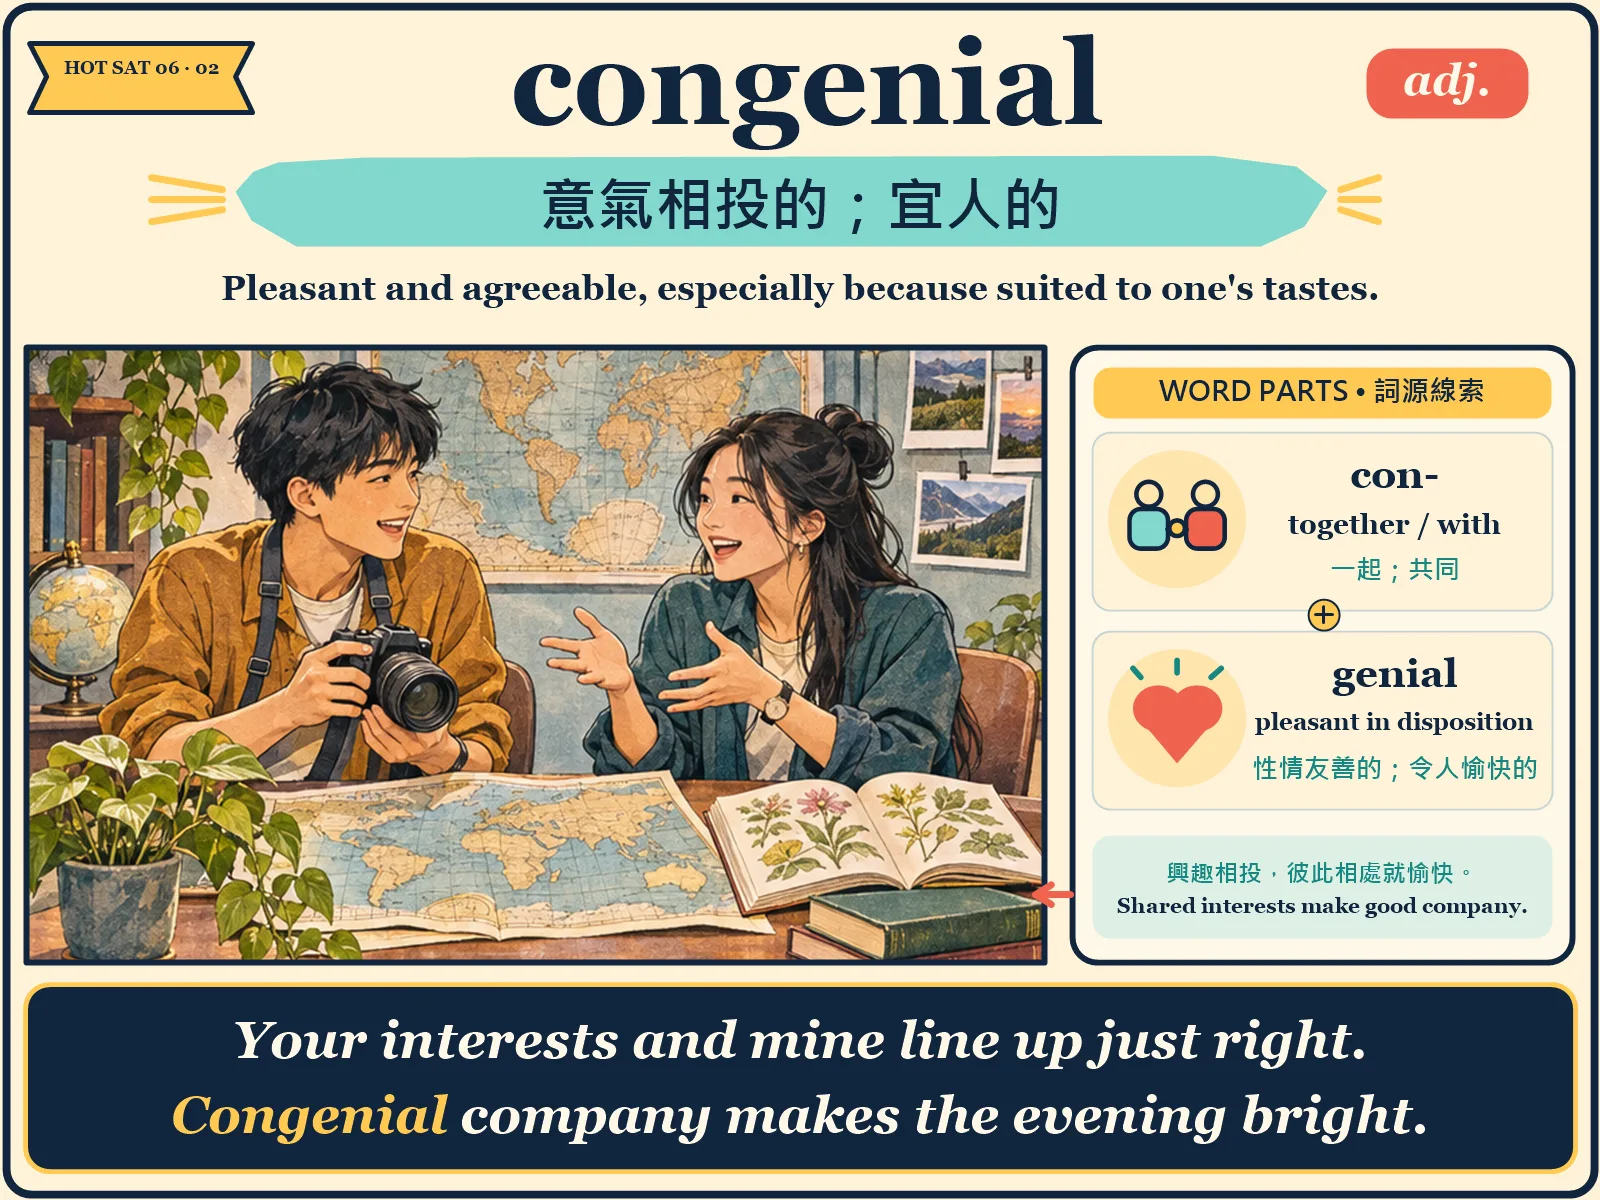 HOT SAT 06 · 02
congenial
adj.
意氣相投的；宜人的
Pleasant and agreeable, especially because suited to one's tastes.
WORD PARTS • 詞源線索
con-
together / with
一起；共同
+
genial
pleasant in disposition
性情友善的；令人愉快的
興趣相投，彼此相處就愉快。
Shared interests make good company.
Your interests and mine line up just right.
Congenial company makes the evening bright.